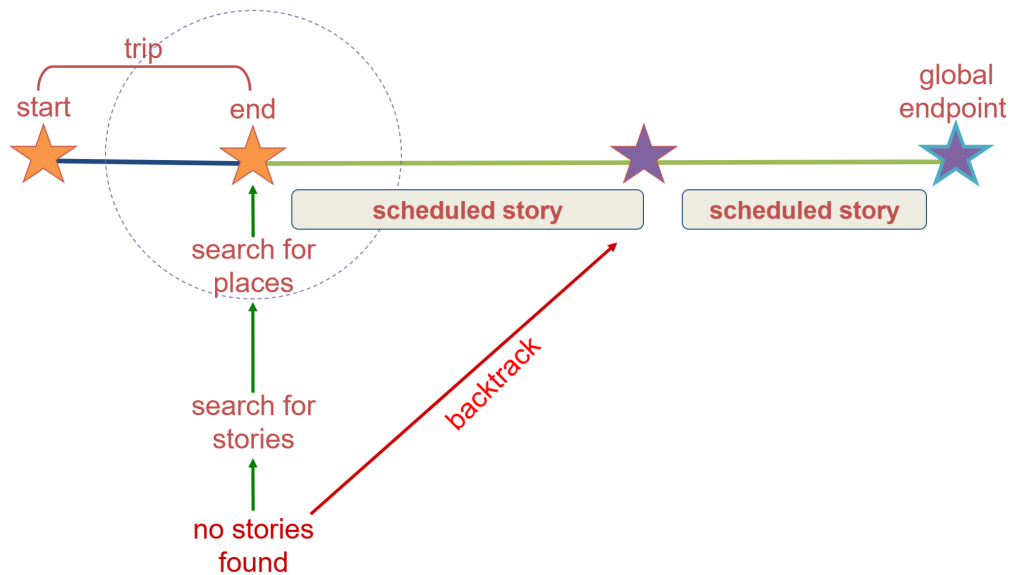 trip
start
end
global
endpoint
scheduled story
scheduled story
search for
places
backtrack
search for
stories
no stories
found